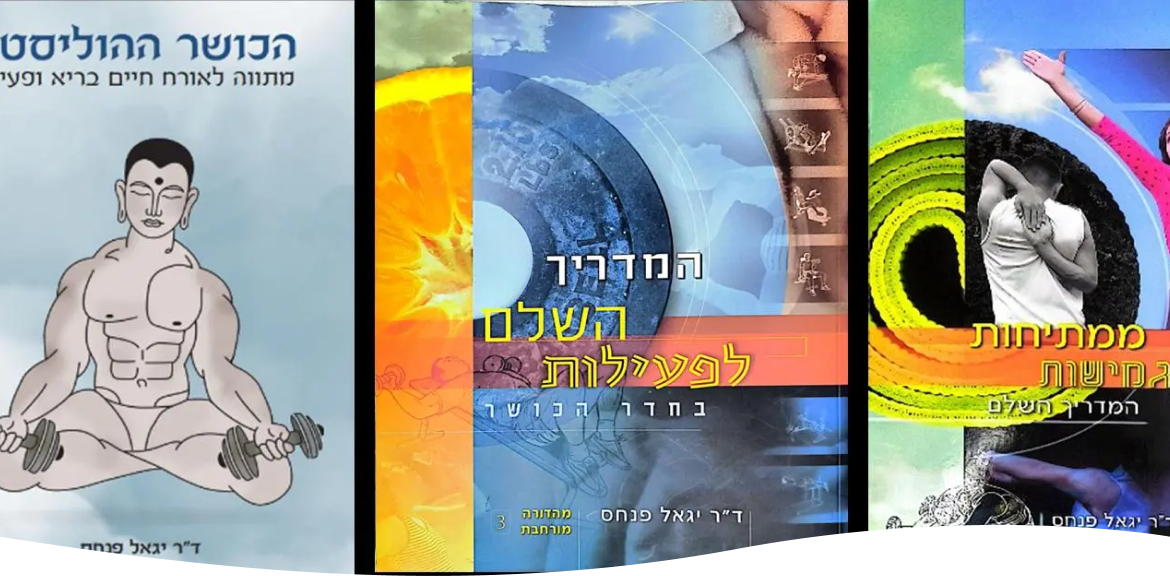 הכושר ההוליסט
מתווה לאורח חיים בריא ופעי
ד״ר יגאל פנחס
המדריך
השלם
לפעילות
בחדר הכושר
ד״ר יגאל פנחס
מהדורה
מורחבת
3
ממתיחות
גמישות
המדריך השלם
ד״ר יגאל פנחס